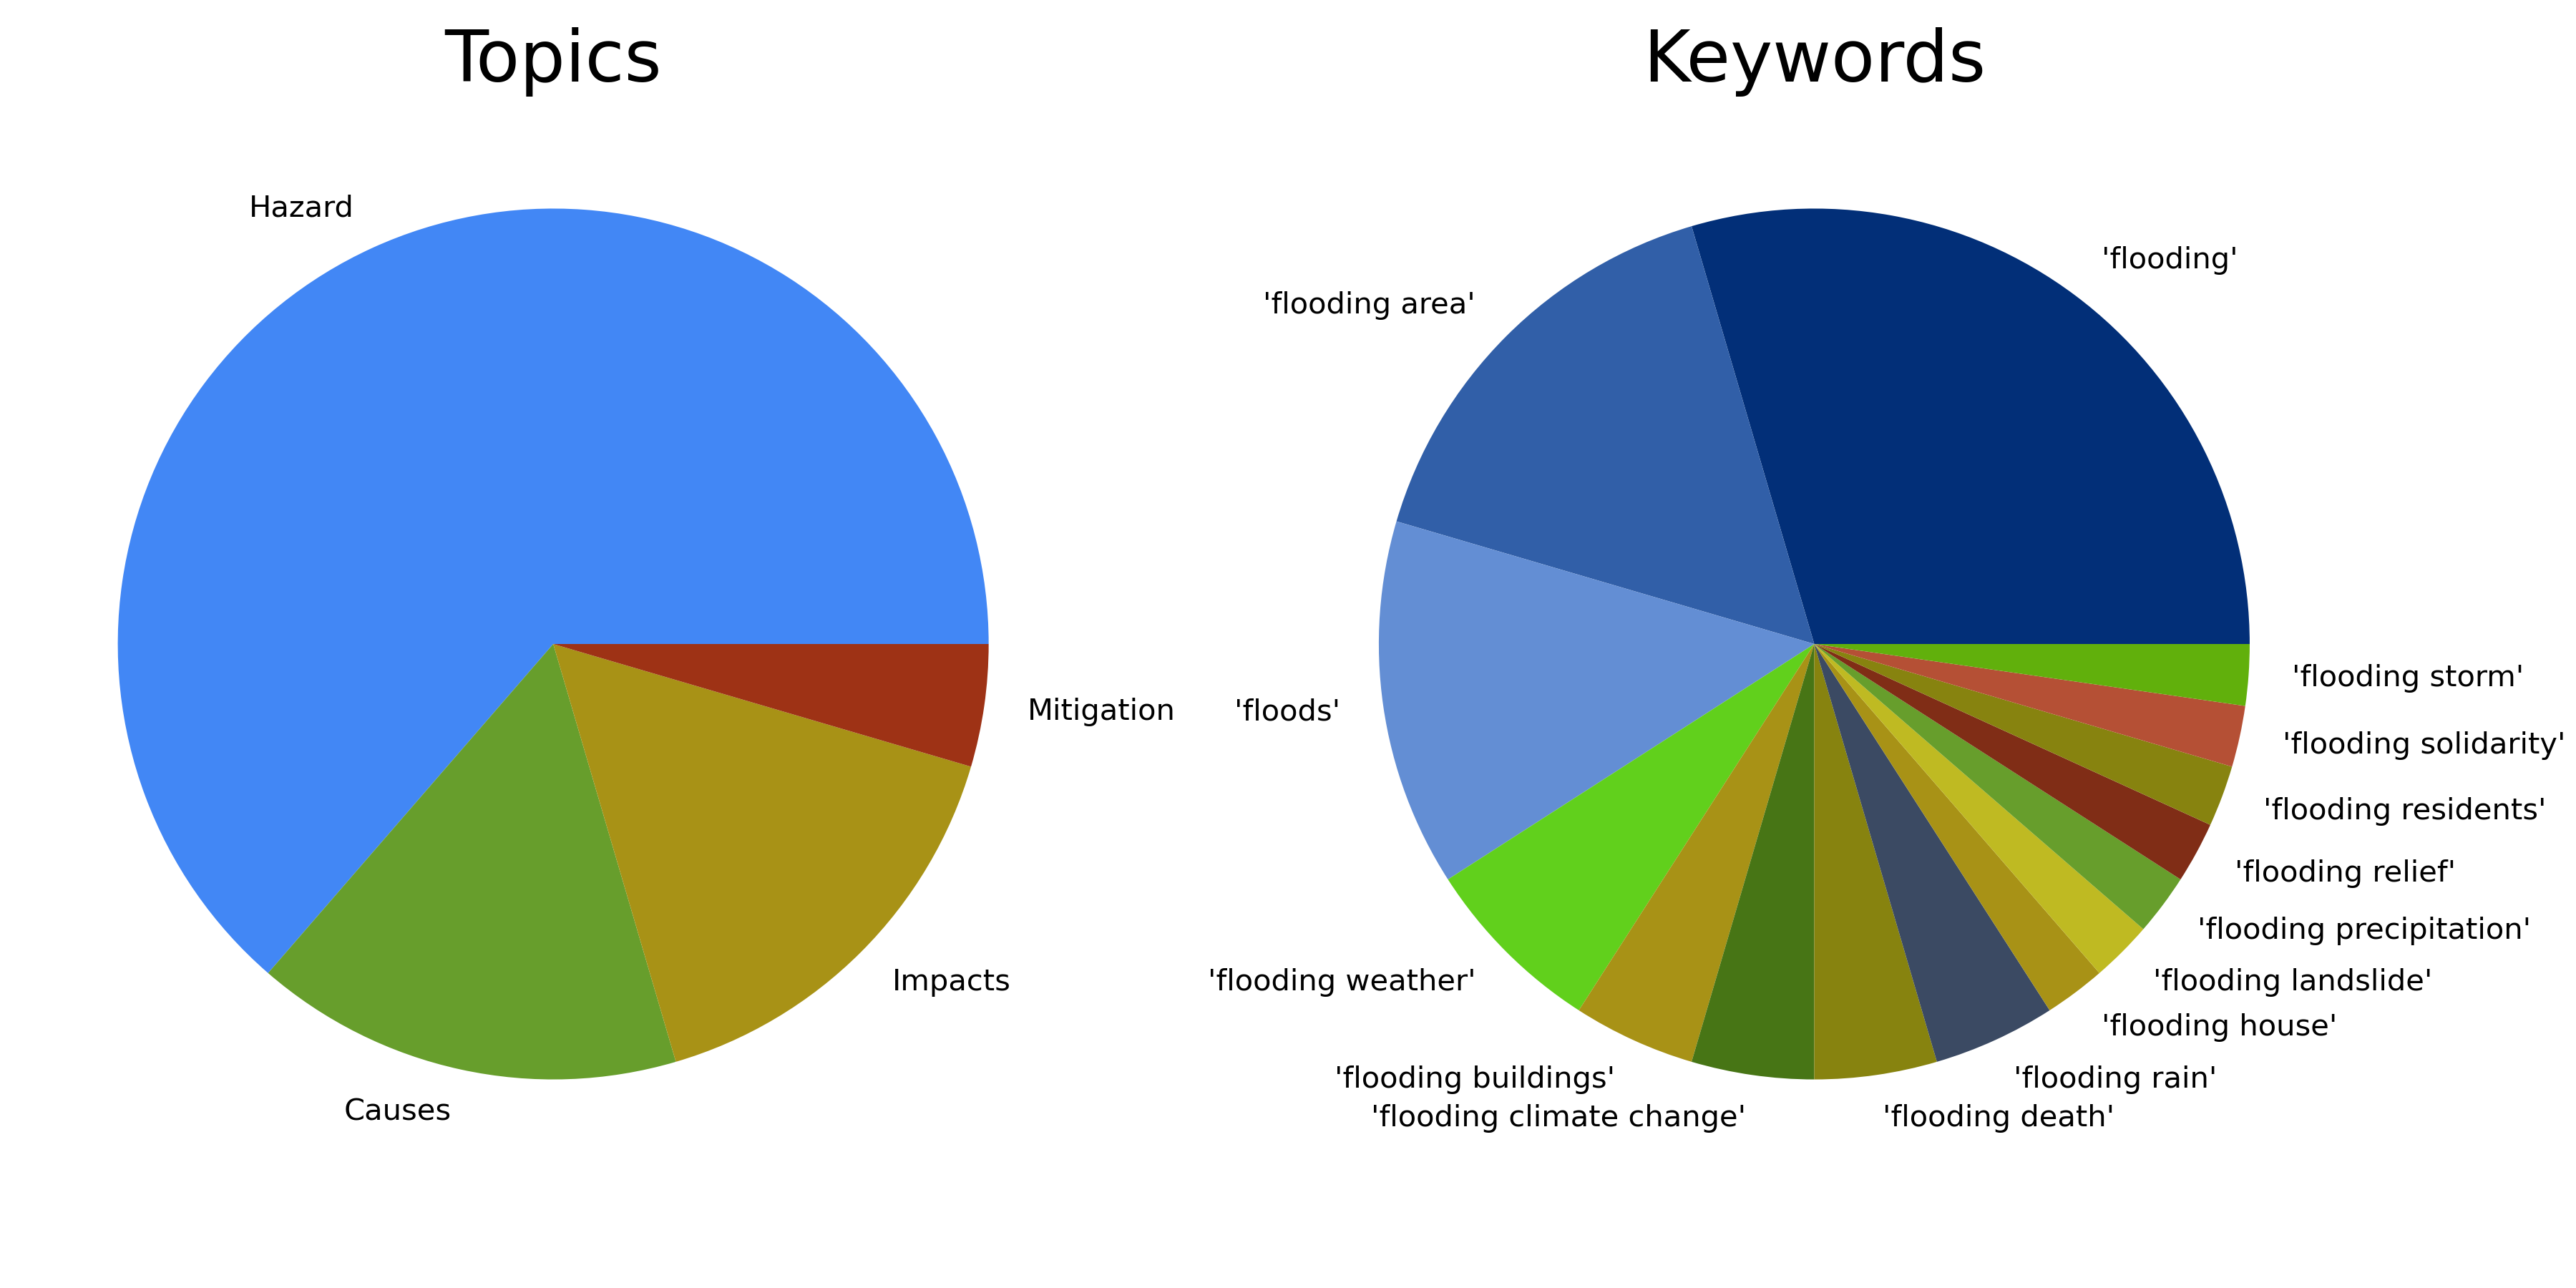 Topics
Hazard
Causes
Impacts
Mitigation
Keywords
'flooding'
'flooding area'
'floods'
'flooding weather'
'flooding buildings'
'flooding climate change'
'flooding death'
'flooding rain'
'flooding house'
'flooding landslide'
'flooding precipitation'
'flooding relief'
'flooding residents'
'flooding solidarity'
'flooding storm'